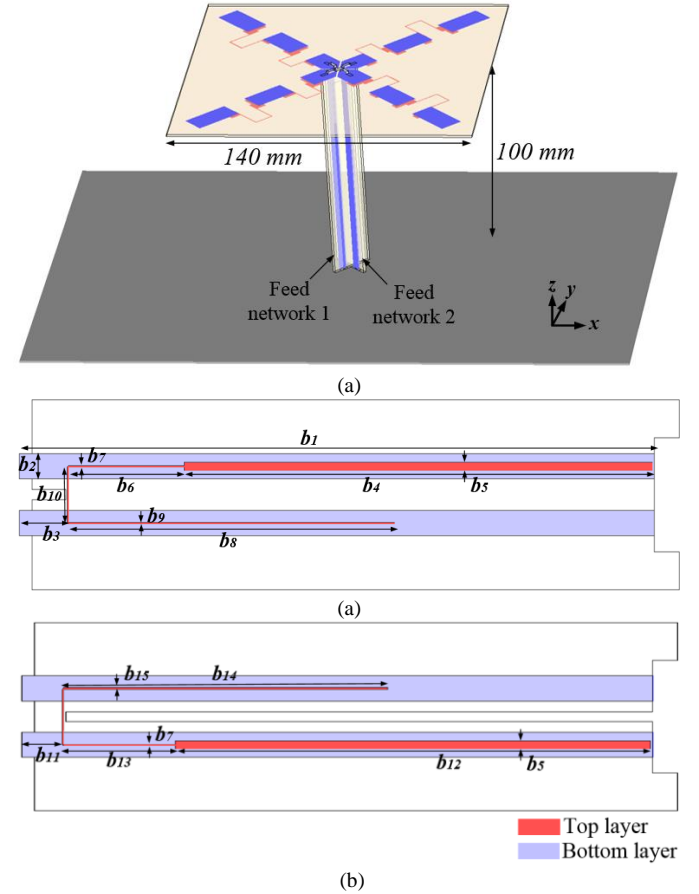 140 mm
100 mm
Feed
network 1
Feed
network 2
z
y
x
(a)
b1
b2
b7
b10
b6
b4
b5
b3
b9
b8
(a)
b15
b14
b7
b11
b13
b12
b5
Top layer
Bottom layer
(b)